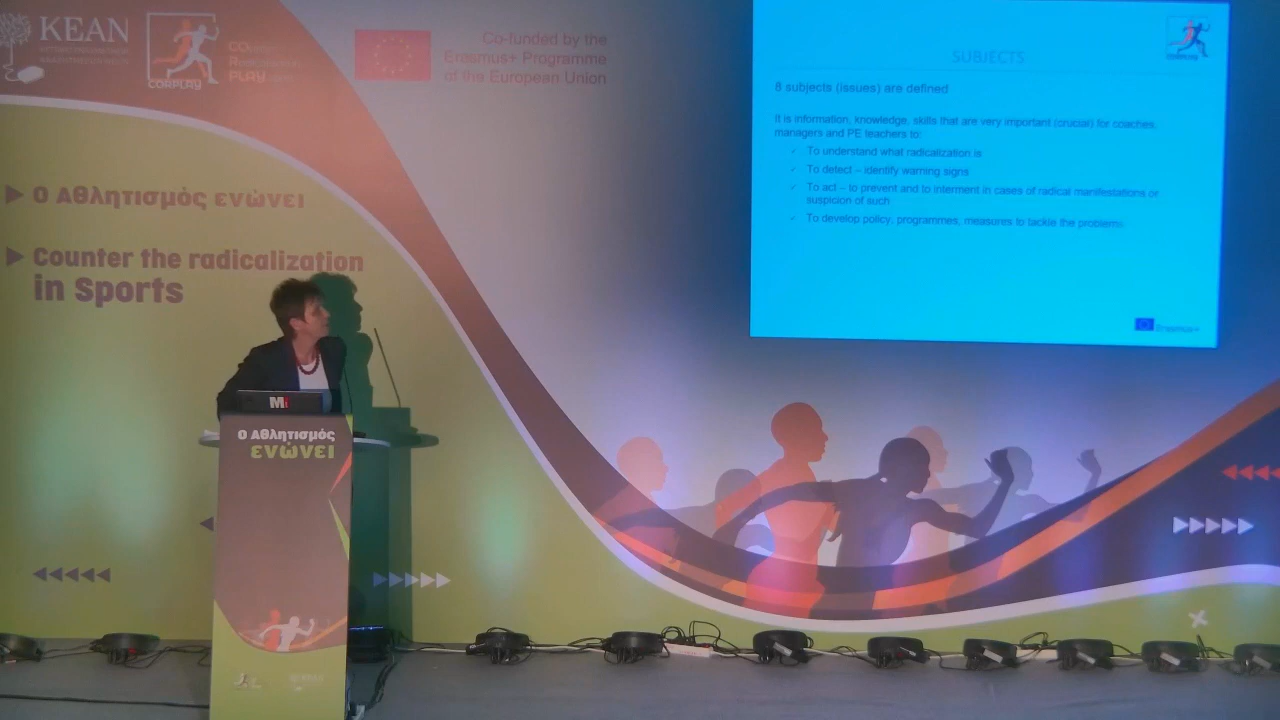 KEAN
CORPLAY
PLAY
Co-funded by the
Erasmus+ Programme
of the European Union
Ο Αθλητισμός ενώνει
Counter the radicalization
in Sports
SUBJECTS
8 subjects (issues) are defined
It is information, knowledge, skills that are very important (crucial) for coaches,
managers and PE teachers to:
✓ To understand what radicalization is
✓ To detect – identify warning signs
✓ To act – to prevent and to interment in cases of radical manifestations or
suspicion of such
✓ To develop policy, programmes, measures to tackle the problems
Erasmus+
Mi
Ο Αθλητισμός
ενώνει